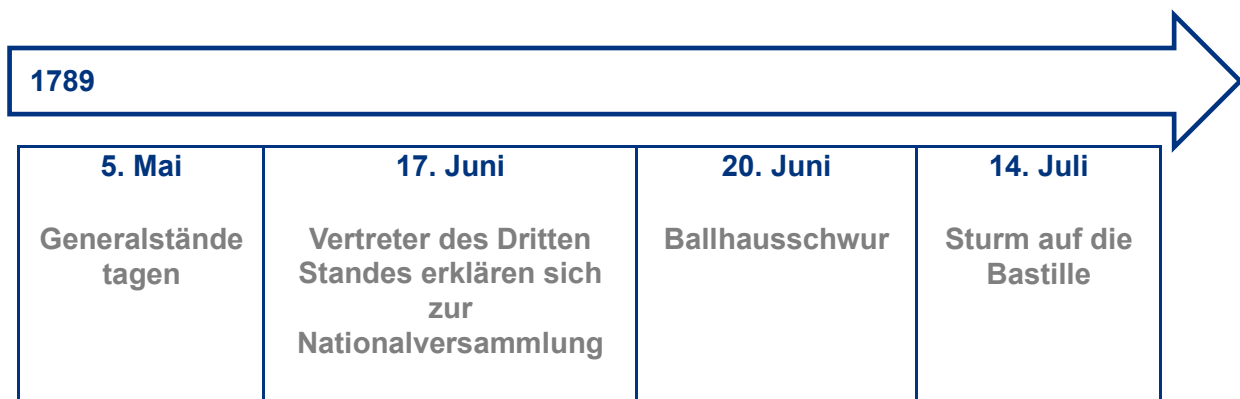 1789
5. Mai
Generalstände
tagen
17. Juni
Vertreter des Dritten
Standes erklären sich
zur
Nationalversammlung
20. Juni
Ballhausschwur
14. Juli
Sturm auf die
Bastille